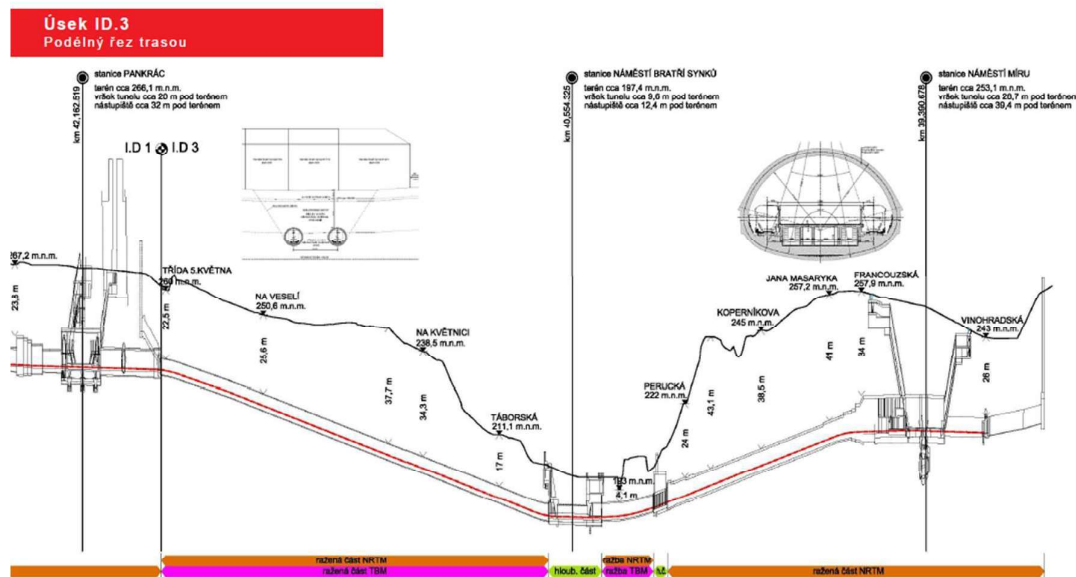 Úsek ID.3
Podélný řez trasou
stanice PANKRÁC
terén cca 266,1 m.n.m.
vršek tunelu cca 20 m pod terénem
nástupiště cca 32 m pod terénem
km 42,162.819
stanice NÁMĚSTÍ BRATŘÍ SYNKŮ
terén cca 197,4 m.n.m.
vršek tunelu cca 9,6 m pod terénem
nástupiště cca 12,4 m pod terénem
km 40,554.325
stanice NÁMĚSTÍ MÍRU
terén cca 253,1 m.n.m.
vršek tunelu cca 20,7 m pod terénem
nástupiště cca 39,4 m pod terénem
km 39,390.678
I.D 1 I.D 3
267,2 m.n.m.
23,8 m
TŘÍDA 5.KVĚTNA
260 m.n.m.
22,5 m
NA VESELÍ
250,6 m.n.m.
25,6 m
37,7 m
NA KVĚTNICI
238,5 m.n.m.
34,3 m
TÁBORSKÁ
211,1 m.n.m.
17 m
193 m.n.m.
4,1 m
PERUCKÁ
222 m.n.m.
24 m
43,1 m
KOPERNÍKOVA
245 m.n.m.
38,5 m
JANA MASARYKA
257,2 m.n.m.
41 m
FRANCOUZSKÁ
257,9 m.n.m.
34 m
VINOHRADSKÁ
243 m.n.m.
26 m
ražená část NRTM
ražená část TBM
hloub. část
ražba NRTM
ražba TBM
h.č.
ražená část NRTM